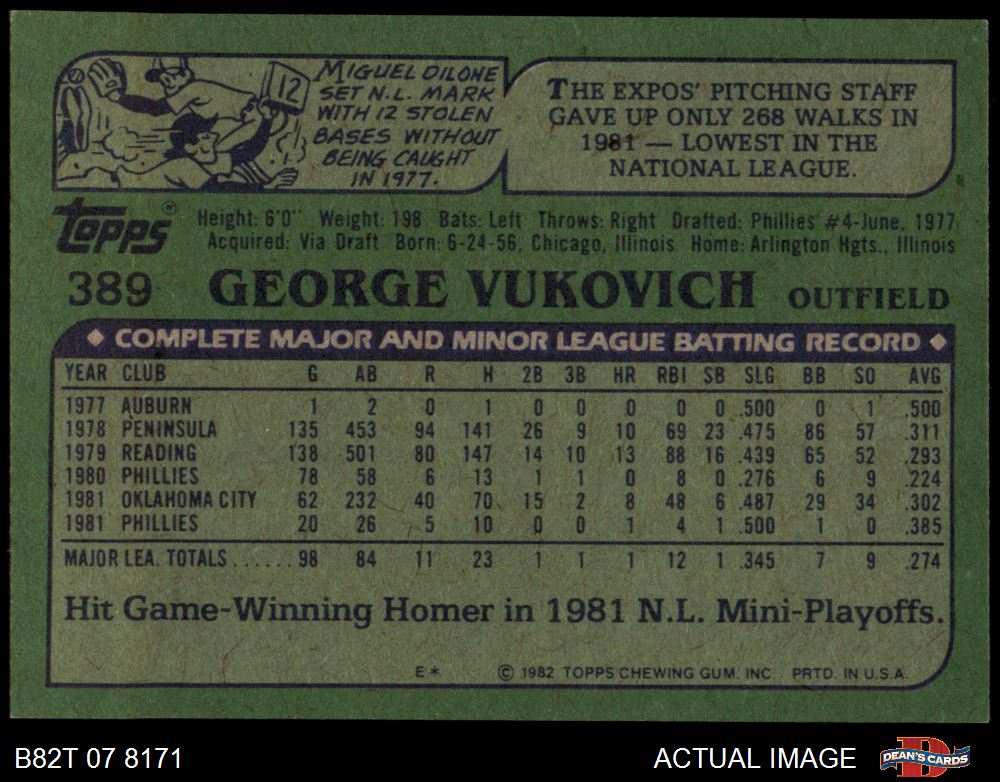 MIGUEL DILONE
SET N.L. MARK
WITH 12 STOLEN
BASES WITHOUT
BEING CAUGHT
IN 1977.
12
THE EXPOS' PITCHING STAFF
GAVE UP ONLY 268 WALKS IN
1981 — LOWEST IN THE
NATIONAL LEAGUE.
Topps®
Height: 6'0" Weight: 198 Bats: Left Throws: Right Drafted: Phillies #4-June, 1977
Acquired: Via Draft Born: 6-24-56, Chicago, Illinois Home: Arlington Hgts., Illinois
389 GEORGE VUKOVICH OUTFIELD
◆ COMPLETE MAJOR AND MINOR LEAGUE BATTING RECORD ◆
YEAR CLUB G AB R H 2B 3B HR RBI SB SLG BB SO AVG
1977 AUBURN 1 2 0 1 0 0 0 0 0 .500 0 1 .500
1978 PENINSULA 135 453 94 141 26 9 10 69 23 .475 86 57 .311
1979 READING 138 501 80 147 14 10 13 88 16 .439 65 52 .293
1980 PHILLIES 78 58 6 13 1 1 0 8 0 .276 6 9 .224
1981 OKLAHOMA CITY 62 232 40 70 15 2 8 48 6 .487 29 34 .302
1981 PHILLIES 20 26 5 10 0 0 1 4 1 .500 1 0 .385
MAJOR LEA. TOTALS......98 84 11 23 1 1 1 12 1 .345 7 9 .274
Hit Game-Winning Homer in 1981 N.L. Mini-Playoffs.
E* © 1982 TOPPS CHEWING GUM. INC. PRTD. IN U.S.A.
B82T 07 8171 ACTUAL IMAGE DEAN'S CARDS